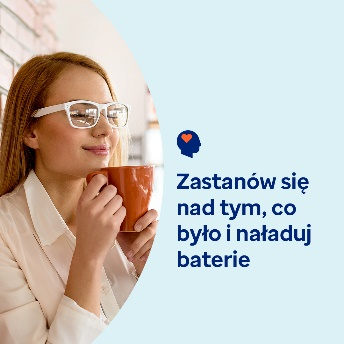 Zastanów się
nad tym, co
było i naładuj
baterie